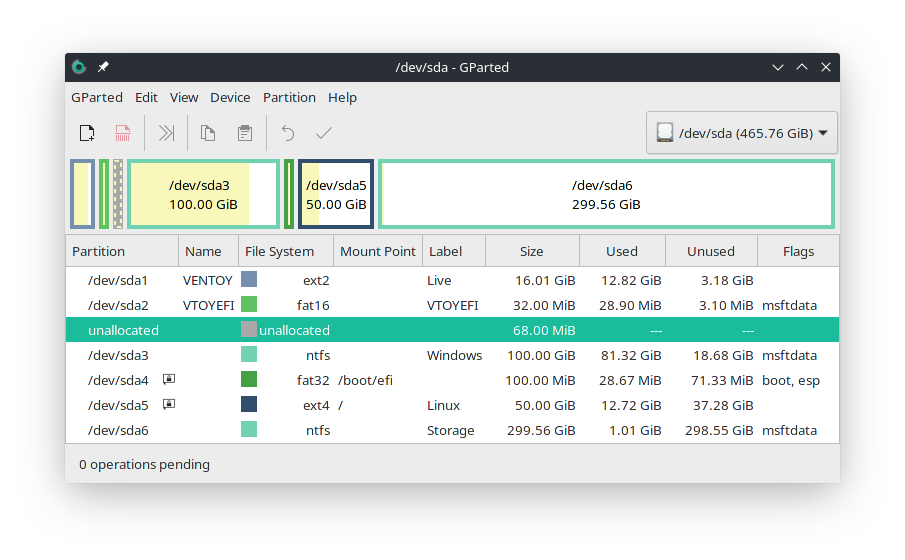 /dev/sda - GParted
GParted Edit View Device Partition Help
/dev/sda (465.76 GiB)
/dev/sda3 /dev/sda5 /dev/sda6
100.00 GiB 50.00 GiB 299.56 GiB
Partition Name File System Mount Point Label Size Used Unused Flags
/dev/sda1 VENTOY ext2 Live 16.01 GiB 12.82 GiB 3.18 GiB
/dev/sda2 VTOYEFI fat16 VTOYEFI 32.00 MiB 28.90 MiB 3.10 MiB msftdata
unallocated unallocated 68.00 MiB --- ---
/dev/sda3 ntfs Windows 100.00 GiB 81.32 GiB 18.68 GiB msftdata
/dev/sda4 fat32 /boot/efi 100.00 MiB 28.67 MiB 71.33 MiB boot, esp
/dev/sda5 ext4 / Linux 50.00 GiB 12.72 GiB 37.28 GiB
/dev/sda6 ntfs Storage 299.56 GiB 1.01 GiB 298.55 GiB msftdata
0 operations pending